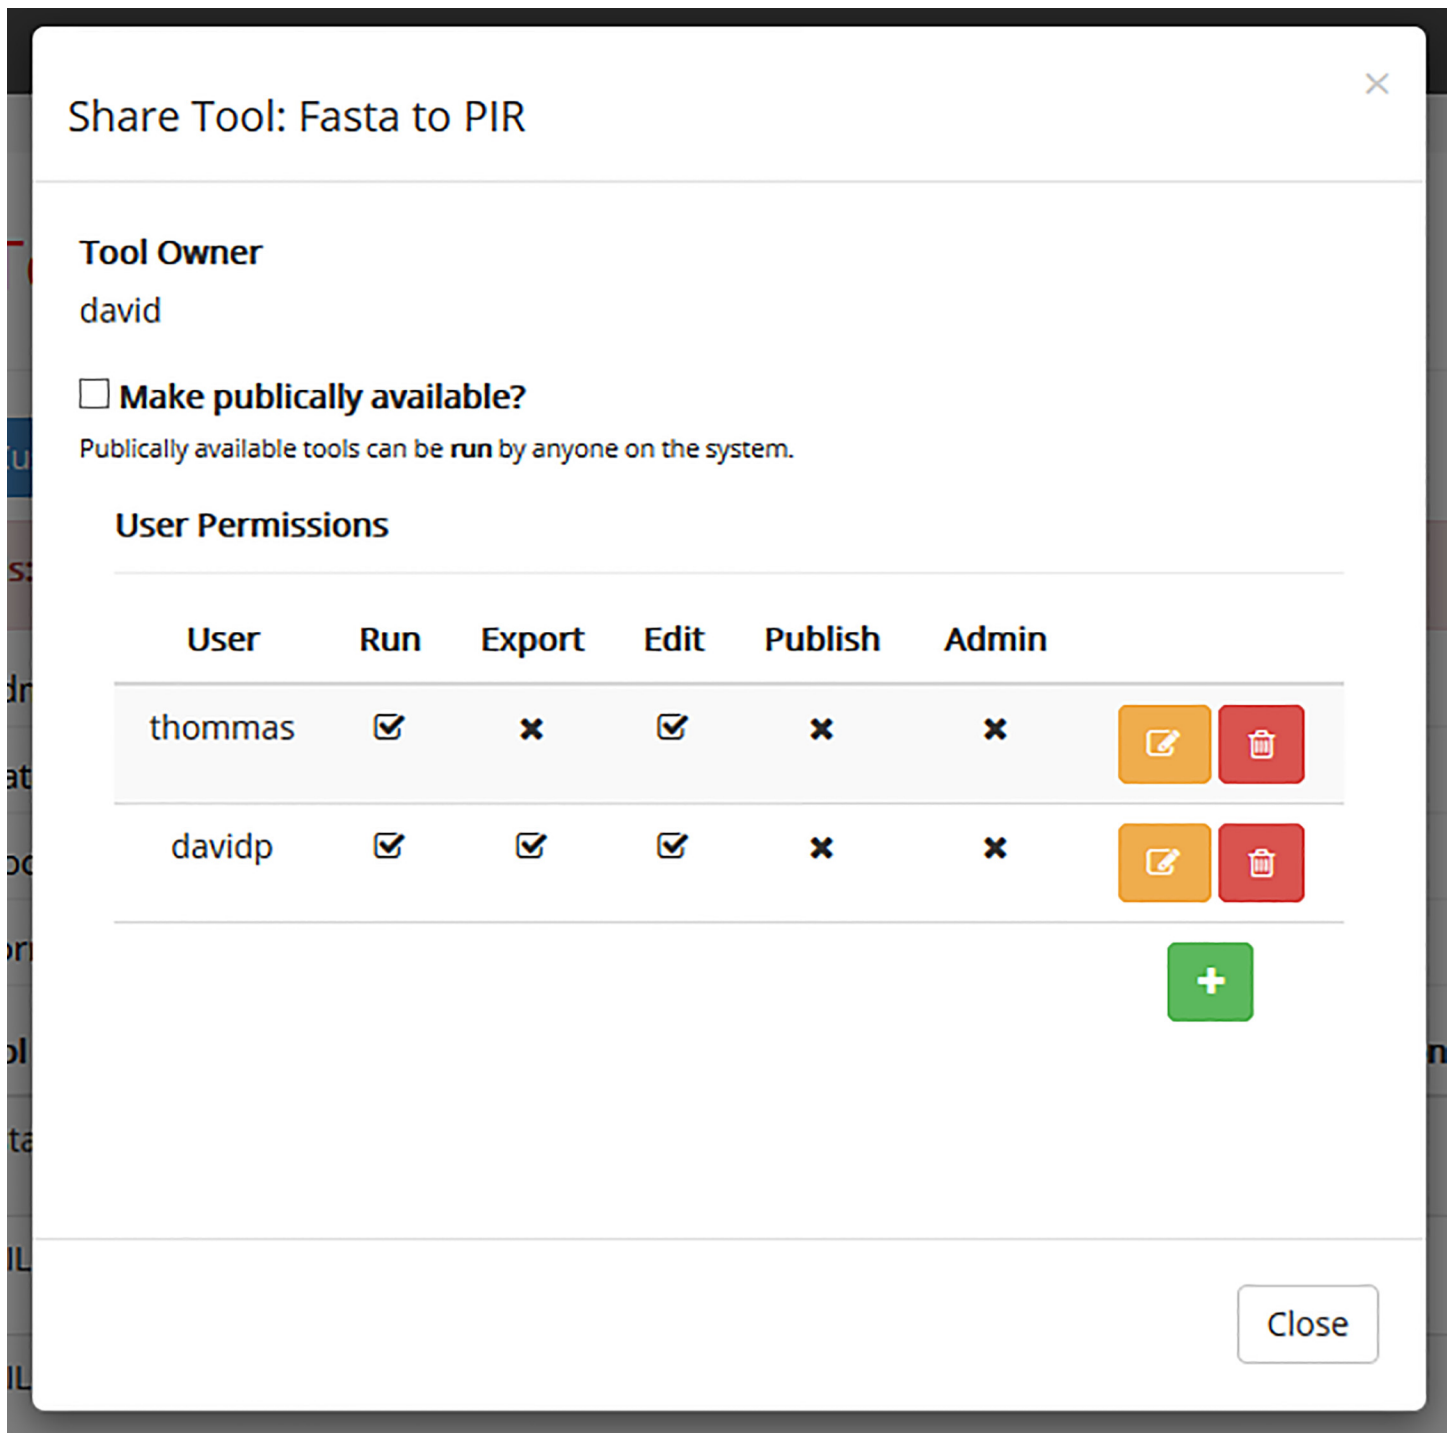 Share Tool: Fasta to PIR
×
Tool Owner
david
Make publically available?
Publically available tools can be run by anyone on the system.
User Permissions
User Run Export Edit Publish Admin
thommas
davidp
Close